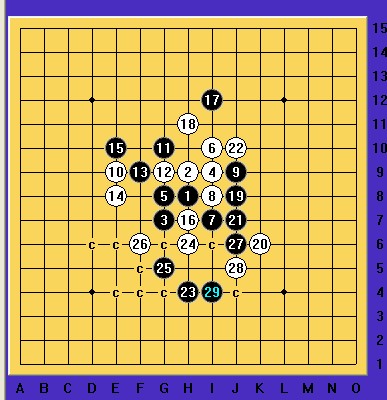 15
14
13
17 12
18 11
15 11 6 22 10
10 13 12 2 4 9 9
14 5 1 8 19 8
3 16 7 21 7
c c 26 c 24 c 27 20 6
c 25 28 5
c c c 23 29 c 4
3
2
1
A B C D E F G H I J K L M N O